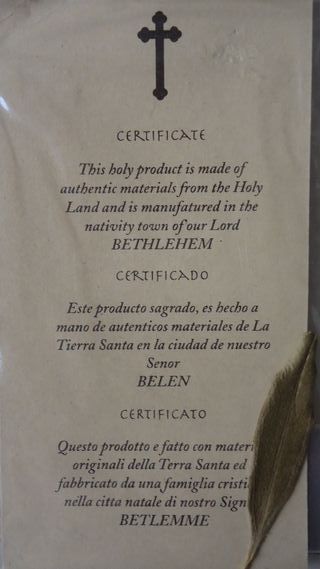 CERTIFICATE
This holy product is made of
authentic materials from the Holy
Land and is manufatured in the
nativity town of our Lord
BETHLEHEM
CERTIFICADO
Este producto sagrado, es hecho a
mano de autenticos materiales de La
Tierra Santa en la ciudad de nuestro
Senor
BELEN
CERTIFICATO
Questo prodotto e fatto con
originali della Terra Santa ed
fabbricato da una famiglia
nella citta natale di nostro
BETLEMME